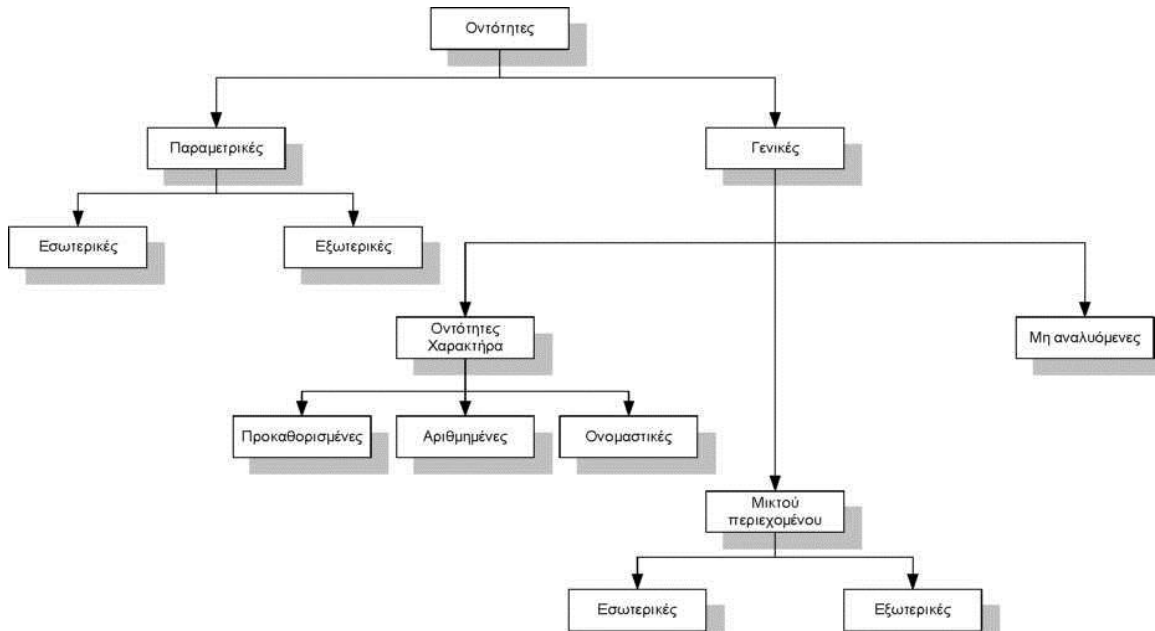 Οντότητες
Παραμετρικές
Γενικές
Εσωτερικές
Εξωτερικές
Οντότητες
Χαρακτήρα
Μη αναλυόμενες
Προκαθορισμένες
Αριθμημένες
Ονομαστικές
Μικτού
περιεχομένου
Εσωτερικές
Εξωτερικές